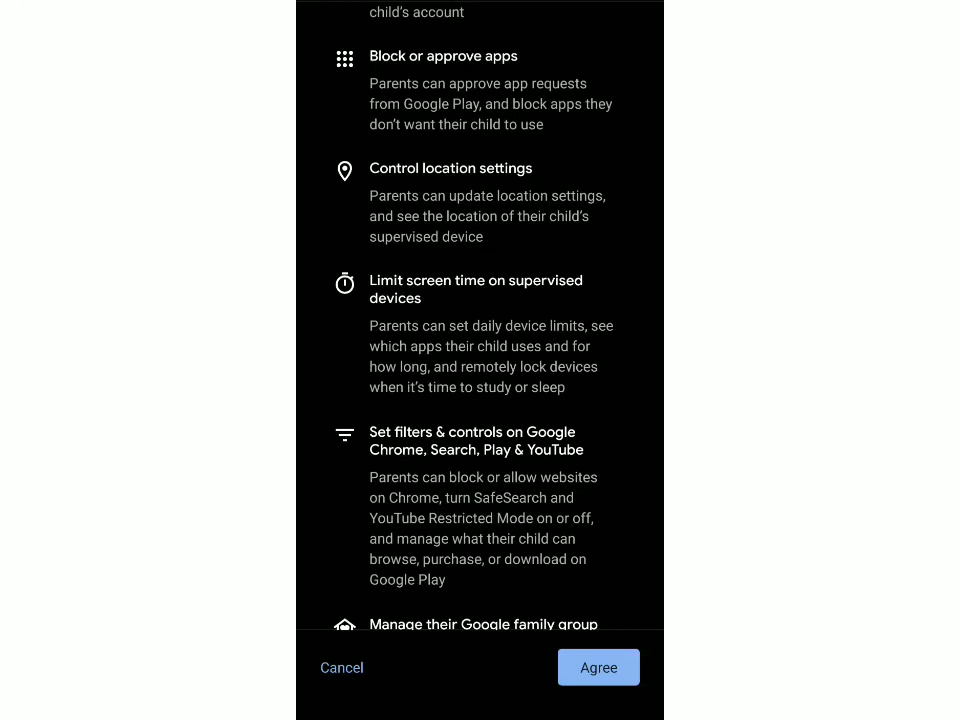 child's account
Block or approve apps
Parents can approve app requests
from Google Play, and block apps they
don't want their child to use
Control location settings
Parents can update location settings,
and see the location of their child's
supervised device
Limit screen time on supervised
devices
Parents can set daily device limits, see
which apps their child uses and for
how long, and remotely lock devices
when it's time to study or sleep
Set filters & controls on Google
Chrome, Search, Play & YouTube
Parents can block or allow websites
on Chrome, turn SafeSearch and
YouTube Restricted Mode on or off,
and manage what their child can
browse, purchase, or download on
Google Play
Manage their Google family group
Cancel
Agree